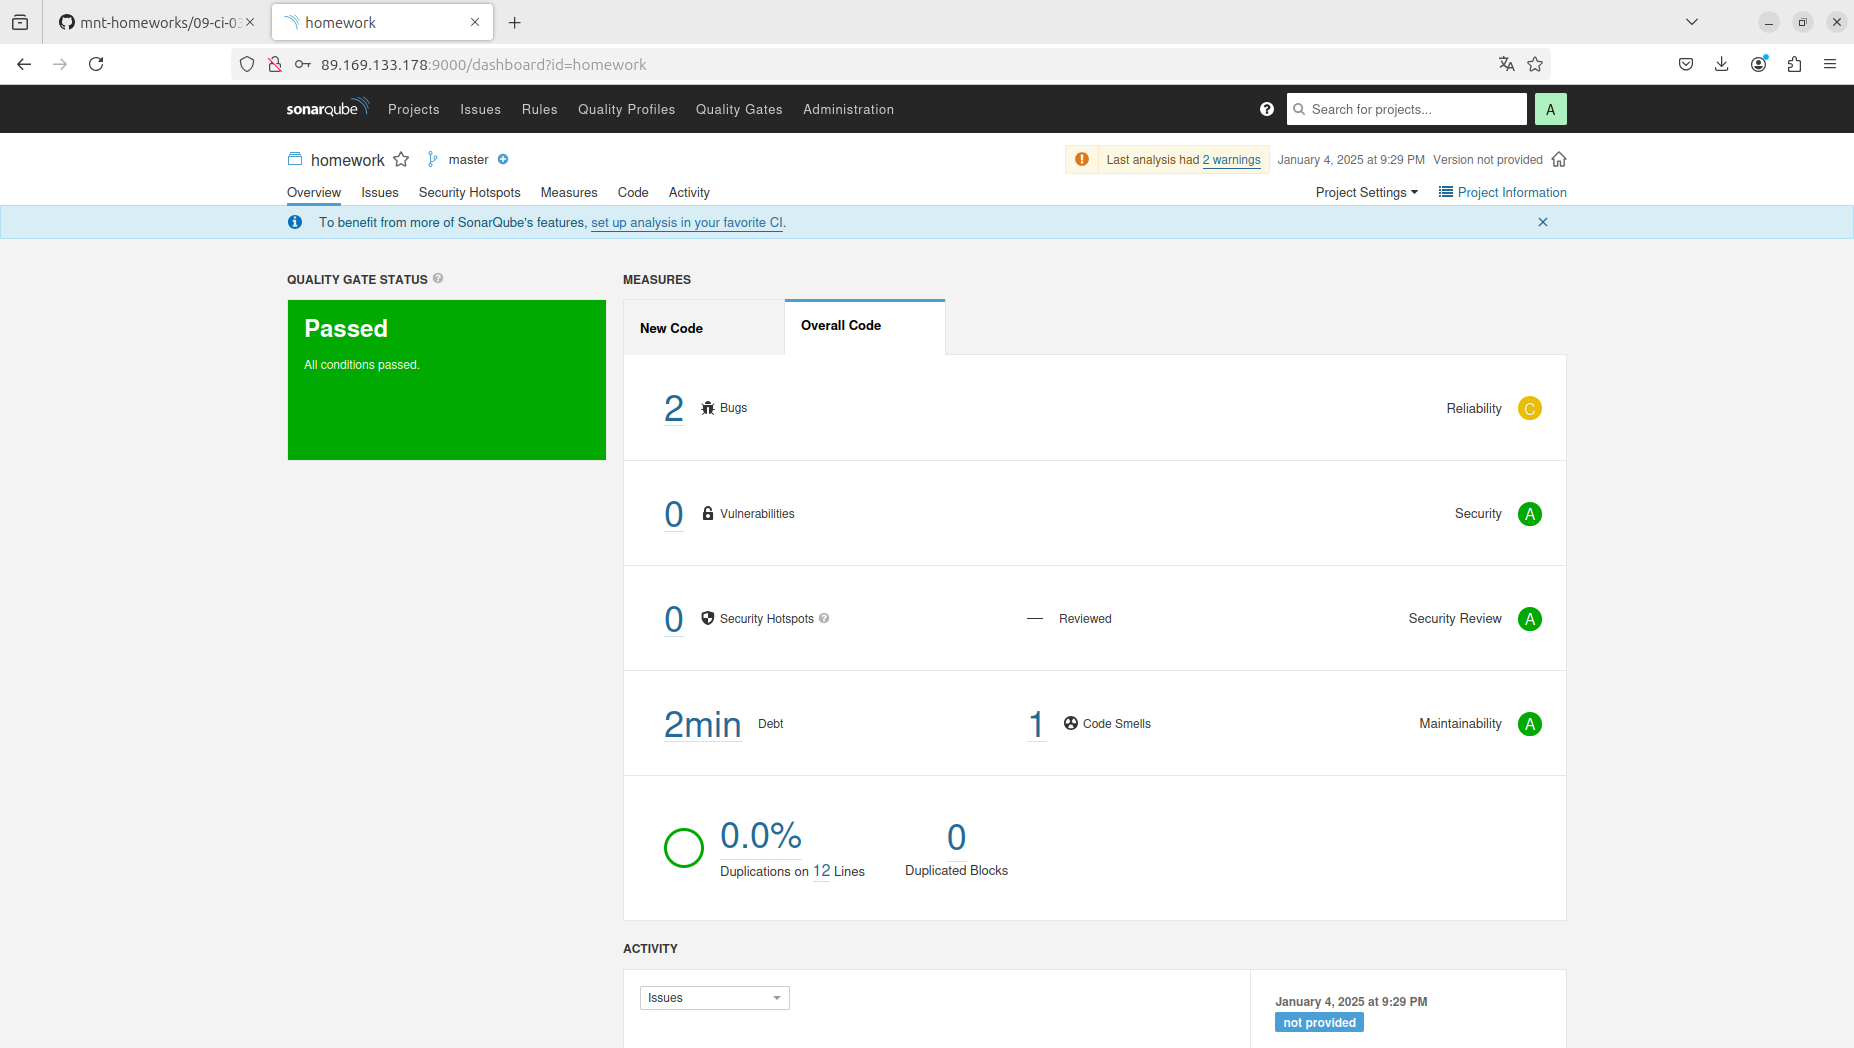 mnt-homeworks/09-ci-03
homework
89.169.133.178:9000/dashboard?id=homework
sonarqube Projects Issues Rules Quality Profiles Quality Gates Administration Search for projects... A
homework master Last analysis had 2 warnings January 4, 2025 at 9:29 PM Version not provided
Overview Issues Security Hotspots Measures Code Activity Project Settings Project Information
To benefit from more of SonarQube's features, set up analysis in your favorite CI.
QUALITY GATE STATUS
Passed
All conditions passed.
MEASURES
New Code Overall Code
2 Bugs Reliability C
0 Vulnerabilities Security A
0 Security Hotspots — Reviewed Security Review A
2min Debt 1 Code Smells Maintainability A
0.0% 0
Duplications on 12 Lines Duplicated Blocks
ACTIVITY
Issues
January 4, 2025 at 9:29 PM
not provided